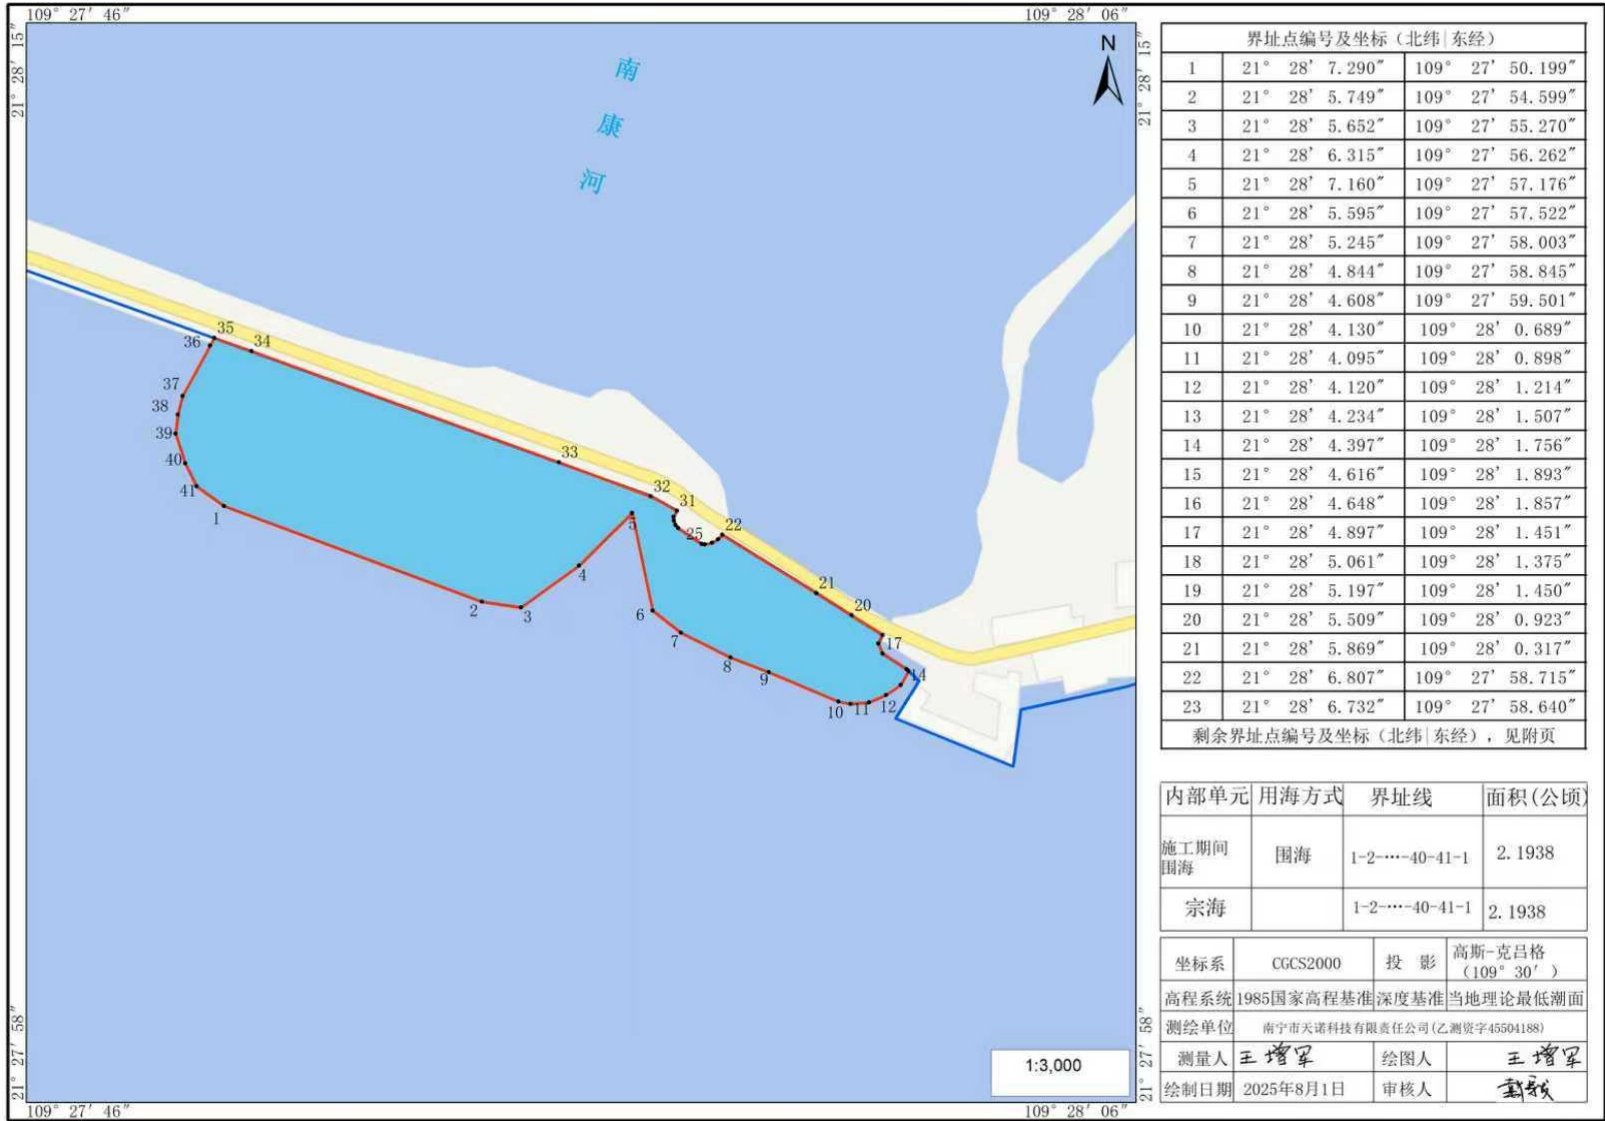 109° 27′ 46″
109° 28′ 06″
21° 28′ 15″
21° 28′ 15″
N
南
康
河
35
36
34
37
38
39
40
41
1
33
32
31
5
25
22
4
2
3
6
7
8
9
21
20
17
14
10
11
12
1:3,000
21° 27′ 58″
21° 27′ 58″
109° 27′ 46″
109° 28′ 06″
界址点编号及坐标（北纬|东经）
1 21° 28′ 7.290″ 109° 27′ 50.199″
2 21° 28′ 5.749″ 109° 27′ 54.599″
3 21° 28′ 5.652″ 109° 27′ 55.270″
4 21° 28′ 6.315″ 109° 27′ 56.262″
5 21° 28′ 7.160″ 109° 27′ 57.176″
6 21° 28′ 5.595″ 109° 27′ 57.522″
7 21° 28′ 5.245″ 109° 27′ 58.003″
8 21° 28′ 4.844″ 109° 27′ 58.845″
9 21° 28′ 4.608″ 109° 27′ 59.501″
10 21° 28′ 4.130″ 109° 28′ 0.689″
11 21° 28′ 4.095″ 109° 28′ 0.898″
12 21° 28′ 4.120″ 109° 28′ 1.214″
13 21° 28′ 4.234″ 109° 28′ 1.507″
14 21° 28′ 4.397″ 109° 28′ 1.756″
15 21° 28′ 4.616″ 109° 28′ 1.893″
16 21° 28′ 4.648″ 109° 28′ 1.857″
17 21° 28′ 4.897″ 109° 28′ 1.451″
18 21° 28′ 5.061″ 109° 28′ 1.375″
19 21° 28′ 5.197″ 109° 28′ 1.450″
20 21° 28′ 5.509″ 109° 28′ 0.923″
21 21° 28′ 5.869″ 109° 28′ 0.317″
22 21° 28′ 6.807″ 109° 27′ 58.715″
23 21° 28′ 6.732″ 109° 27′ 58.640″
剩余界址点编号及坐标（北纬|东经），见附页
内部单元 用海方式 界址线 面积(公顷)
施工期间
围海 围海 1-2-…-40-41-1 2.1938
宗海 1-2-…-40-41-1 2.1938
坐标系 CGCS2000 投 影 高斯-克吕格
（109° 30′ ）
高程系统 1985国家高程基准 深度基准 当地理论最低潮面
测绘单位 南宁市天诺科技有限责任公司(乙测资字45504188)
测量人 王增军 绘图人 王增军
绘制日期 2025年8月1日 审核人